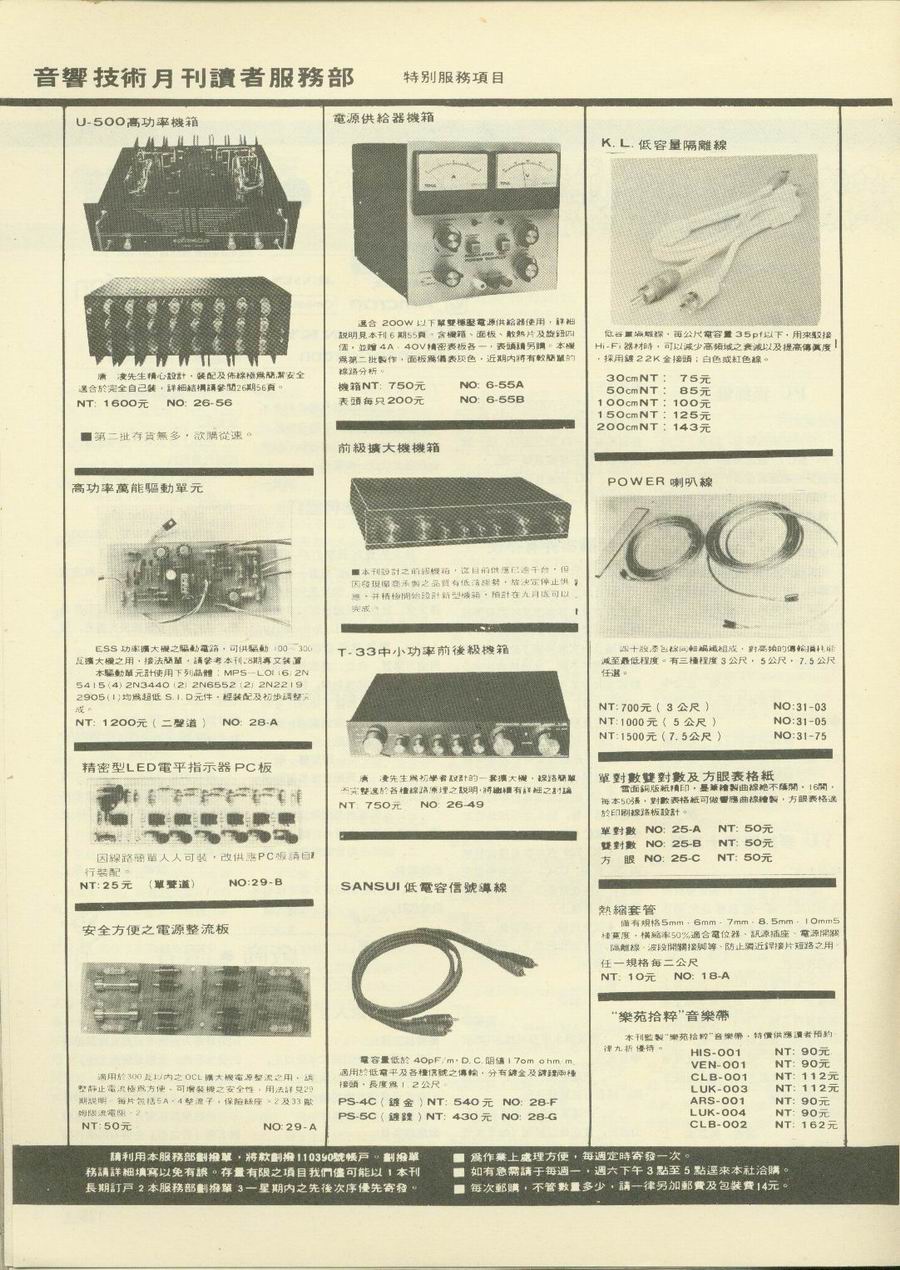 音響技術月刊讀者服務部
特別服務項目
U-500高功率機箱
凌先生精心設計，裝配及佈線極爲簡潔安全
適合於完全自己裝，詳細結構請參閱26期56頁。
NT: 1600元 NO: 26-56
■第二批存貨無多，欲購從速。
高功率萬能驅動單元
ESS 功率擴大機之驅動電路，可供驅動 100～300
瓦擴大機之用，接法簡單，請參考本刊28期專文裝置
本驅動單元計使用下列晶體：MPS－LOI (6) 2N
5415 (4) 2N3440 (2) 2N6552 (2) 2N2219
2905 (1) 均爲超低 S.I.D元件，經裝配及初步調整完
成。
NT: 1200元（二聲道） NO: 28-A
精密型LED電平指示器PC板
因線路簡單人人可裝，改供應PC板請自
行裝配。
NT:25元 （單聲道） NO:29-B
安全方便之電源整流板
適用於300瓦以內之OCL擴大機電源整流之用，調
整靜止電流極爲方便，可增裝機之安全性，用法詳見29
期說明。每片包括5A・4整流子，保險絲座×2及33歐
姆限流電阻×2
NT:50元 NO:29-A
電源供給器機箱
適合 200W 以下單雙穩壓電源供給器使用，詳細
說明見本刊6期55頁。含機箱、面板、散熱片及旋鈕四
個，並贈 4A、40V精密表板各一，表頭請另購。本機
爲第二批製作，面板爲儀表灰色，近期內將有較簡單的
線路分析。
機箱NT: 750元 NO: 6-55A
表頭每只200元 NO: 6-55B
前級擴大機機箱
■本刊設計之前級機箱，從目前供應已達千台，但
因發現廠商承製之品質有低落趨勢，故決定停止供
應，并積極開始設計新型機箱，預計在九月底可以
完成。
T-33中小功率前後級機箱
凌先生爲初學者設計的一套擴大機，線路簡單
而完整適於各種線路原理之說明，將繼續有詳細之討論
NT: 750元 NO: 26-49
SANSUI低電容信號導線
電容量低於 40pF/m，D.C.阻值 170m ohm/m
適用於低電平及各種信號之傳輸，分有鍍金及鍍鎳兩種
接頭，長度爲1.2公尺。
PS-4C（鍍金）NT: 540元 NO: 28-F
PS-5C（鍍鎳）NT: 430元 NO: 28-G
K.L.低容量隔離線
低容量隔離線，每公尺電容量35pf以下，用來馭接
Hi-Fi器材時，可以減少高頻域之衰減以及提高傳眞度
，採用鍍22K金接頭；白色或紅色線。
30cmNT: 75元
50cmNT: 85元
100cmNT: 100元
150cmNT: 125元
200cmNT: 143元
POWER 喇叭線
四十股漆包線同軸編織組成，對高頻的傳輸損耗能
減至最低程度。有三種程度3公尺，5公尺，7.5公尺
任選。
NT:700元（3公尺） NO:31-03
NT:1000元（5公尺） NO:31-05
NT:1500元（7.5公尺） NO:31-75
單對數雙對數及方眼表格紙
雪面銅版紙精印，墨筆繪製曲線絕不蔭開，16開，
每本50張，對數表格紙可做響應曲線繪製，方眼表格適
於印刷線路板設計。
單對數 NO: 25-A NT: 50元
雙對數 NO: 25-B NT: 50元
方 眼 NO: 25-C NT: 50元
熱縮套管
備有規格5mm，6mm，7mm，8.5mm，10mm5
種寬度，橫縮率50％適合電位器、訊源插座、電源開關
、隔離線、波段開關接脚等、防止鄰近銲接片短路之用。
任一規格每二公尺
NT: 10元 NO: 18-A
“樂苑拾粹”音樂帶
本刊監製“樂苑拾粹”音樂帶，特價供應讀者預約
律九折優待。
HIS-001 NT: 90元
VEN-001 NT: 90元
CLB-001 NT: 112元
LUK-003 NT: 112元
ARS-001 NT: 90元
LUK-004 NT: 90元
CLB-002 NT: 162元
請利用本服務部劃撥單，將款劃撥110390號帳戶。劃撥單
務請詳細填寫以免有誤。存量有限之項目我們儘可能以1本刊
長期訂戶2本服務部劃撥單3一星期內之先後次序優先寄發。
■ 爲作業上處理方便，每週定時寄發一次。
■ 如有急需請于每週一，週六下午3點至5點逕來本社洽購。
■ 每次郵購，不管數量多少，請一律另加郵費及包裝費14元。